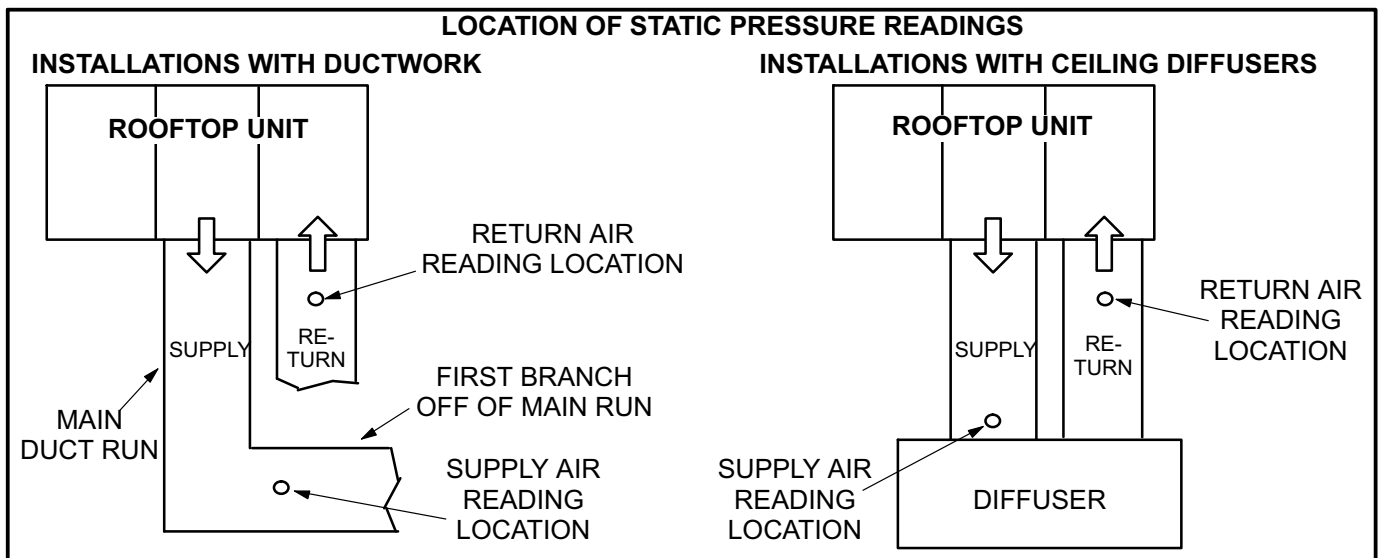 LOCATION OF STATIC PRESSURE READINGS
INSTALLATIONS WITH DUCTWORK
ROOFTOP UNIT
RETURN AIR
READING LOCATION
SUPPLY
RE-
TURN
MAIN
DUCT RUN
FIRST BRANCH
OFF OF MAIN RUN
SUPPLY AIR
READING
LOCATION
INSTALLATIONS WITH CEILING DIFFUSERS
ROOFTOP UNIT
RETURN AIR
READING
LOCATION
SUPPLY
RE-
TURN
SUPPLY AIR
READING
LOCATION
DIFFUSER